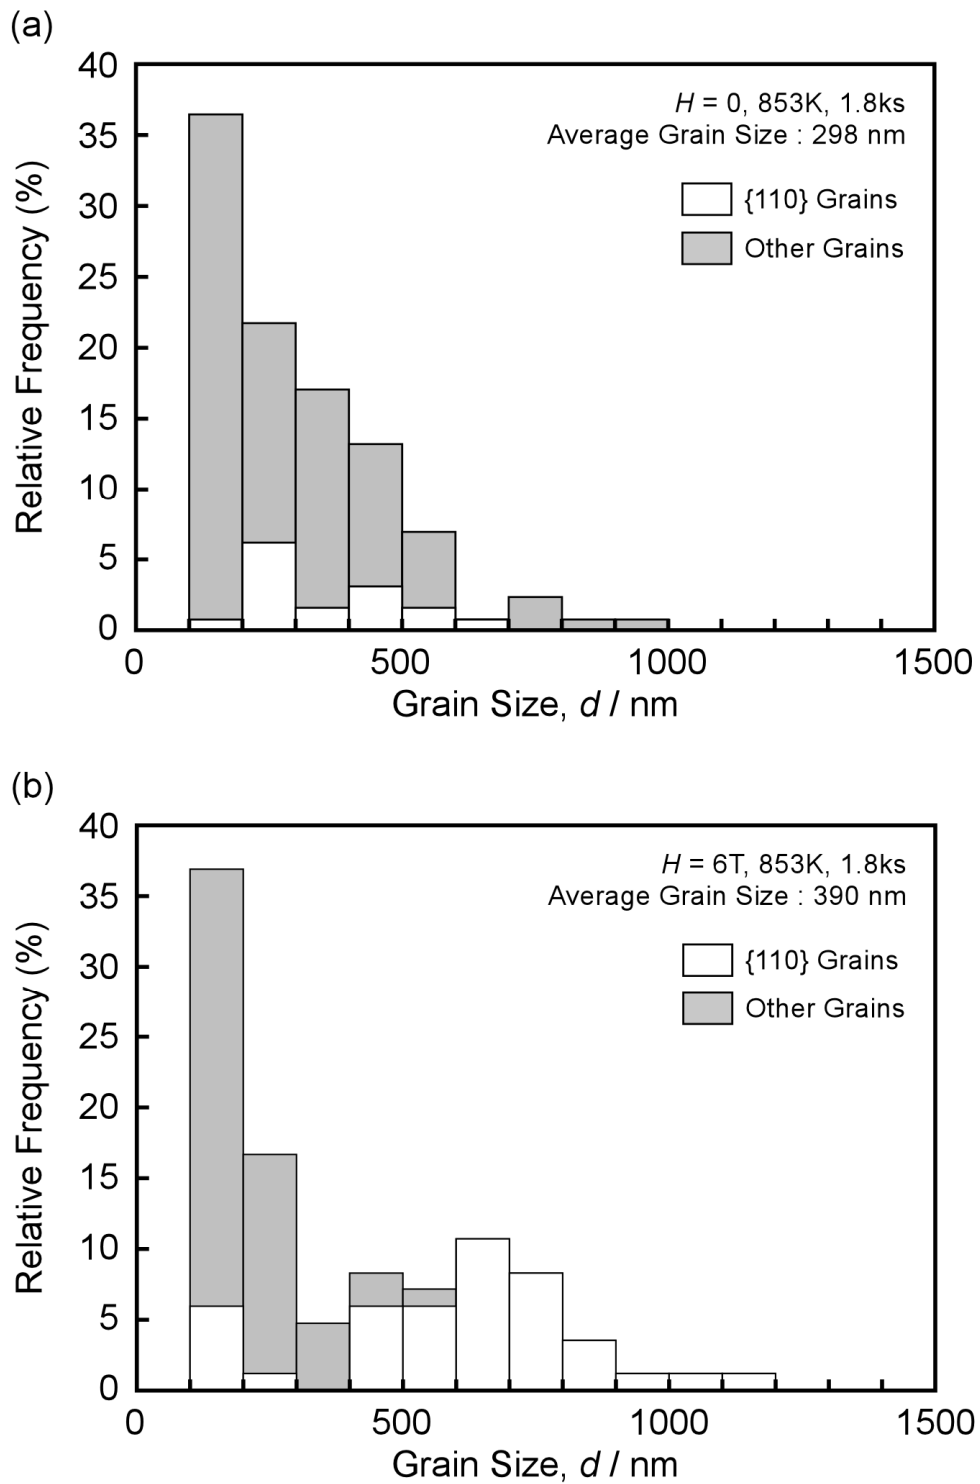 (a)
40
35
30
25
20
15
10
5
0
Relative Frequency (%)
H = 0, 853K, 1.8ks
Average Grain Size : 298 nm
{110} Grains
Other Grains
0 500 1000 1500
Grain Size, d / nm
(b)
40
35
30
25
20
15
10
5
0
Relative Frequency (%)
H = 6T, 853K, 1.8ks
Average Grain Size : 390 nm
{110} Grains
Other Grains
0 500 1000 1500
Grain Size, d / nm